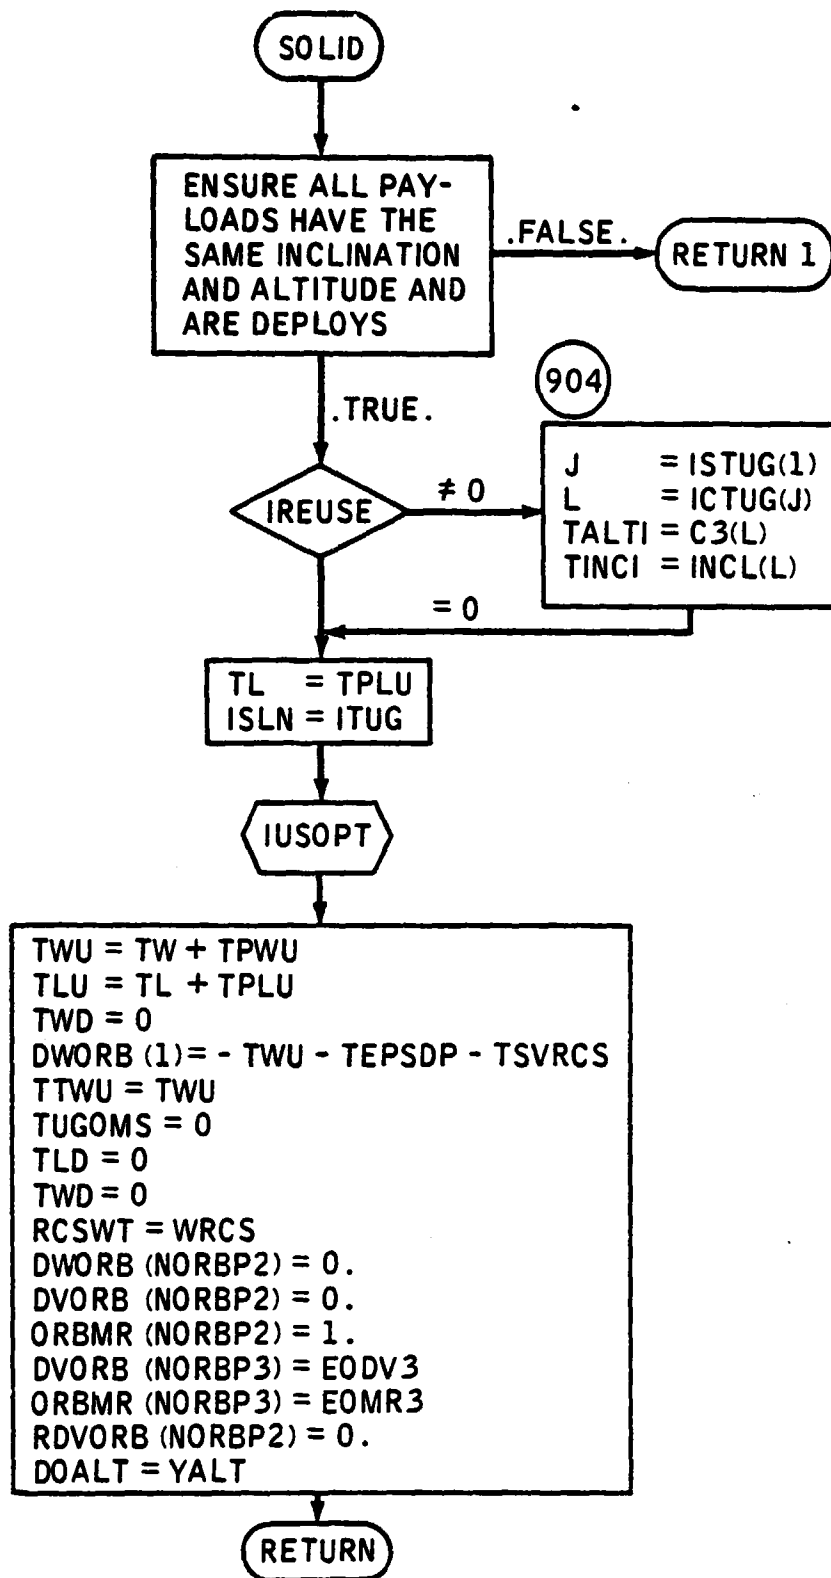 SOLID
ENSURE ALL PAY-
LOADS HAVE THE
SAME INCLINATION
AND ALTITUDE AND
ARE DEPLOYS
.FALSE.
RETURN 1
.TRUE.
904
IREUSE
≠ 0
J = ISTUG(1)
L = ICTUG(J)
TALTI = C3(L)
TINCI = INCL(L)
= 0
TL = TPLU
ISLN = ITUG
IUSOPT
TWU = TW + TPWU
TLU = TL + TPLU
TWD = 0
DWORB (1) = - TWU - TEPSDP - TSVRCS
TTWU = TWU
TUGOMS = 0
TLD = 0
TWD = 0
RCSWT = WRCS
DWORB (NORBP2) = 0.
DVORB (NORBP2) = 0.
ORBMR (NORBP2) = 1.
DVORB (NORBP3) = EODV3
ORBMR (NORBP3) = EOMR3
RDVORB (NORBP2) = 0.
DOALT = YALT
RETURN